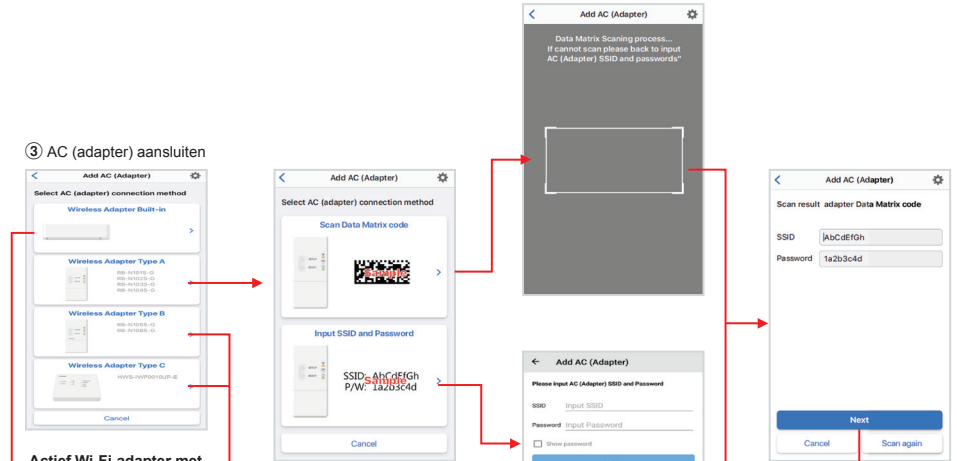 ③ AC (adapter) aansluiten
Add AC (Adapter)
Select AC (adapter) connection method
Wireless Adapter Built-in
Wireless Adapter Type A
RB-N101S-G
RB-N102S-G
RB-N103S-G
RB-N104S-G
Wireless Adapter Type B
RB-N105S-G
RB-N106S-G
Wireless Adapter Type C
HWS-IWP0010UP-E
Cancel
Actief Wi-Fi-adapter met
Add AC (Adapter)
Select AC (adapter) connection method
Scan Data Matrix code
Sample
Input SSID and Password
SSID: AbCdEfGh
P/W: 1a2b3c4d
Sample
Cancel
Add AC (Adapter)
Data Matrix Scaning process...
If cannot scan please back to input
AC (Adapter) SSID and passwords"
Add AC (Adapter)
Please input AC (Adapter) SSID and Password
SSID Input SSID
Password Input Password
Show password
Add AC (Adapter)
Scan result adapter Data Matrix code
SSID AbCdEfGh
Password 1a2b3c4d
Next
Cancel Scan again